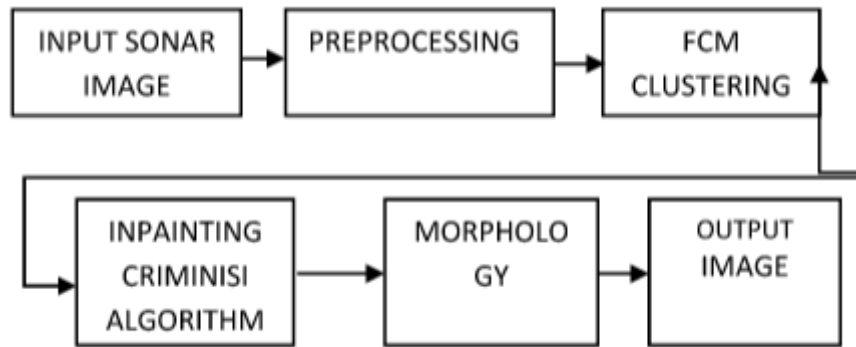 INPUT SONAR
IMAGE
PREPROCESSING
FCM
CLUSTERING
INPAINTING
CRIMINISI
ALGORITHM
MORPHOLO
GY
OUTPUT
IMAGE